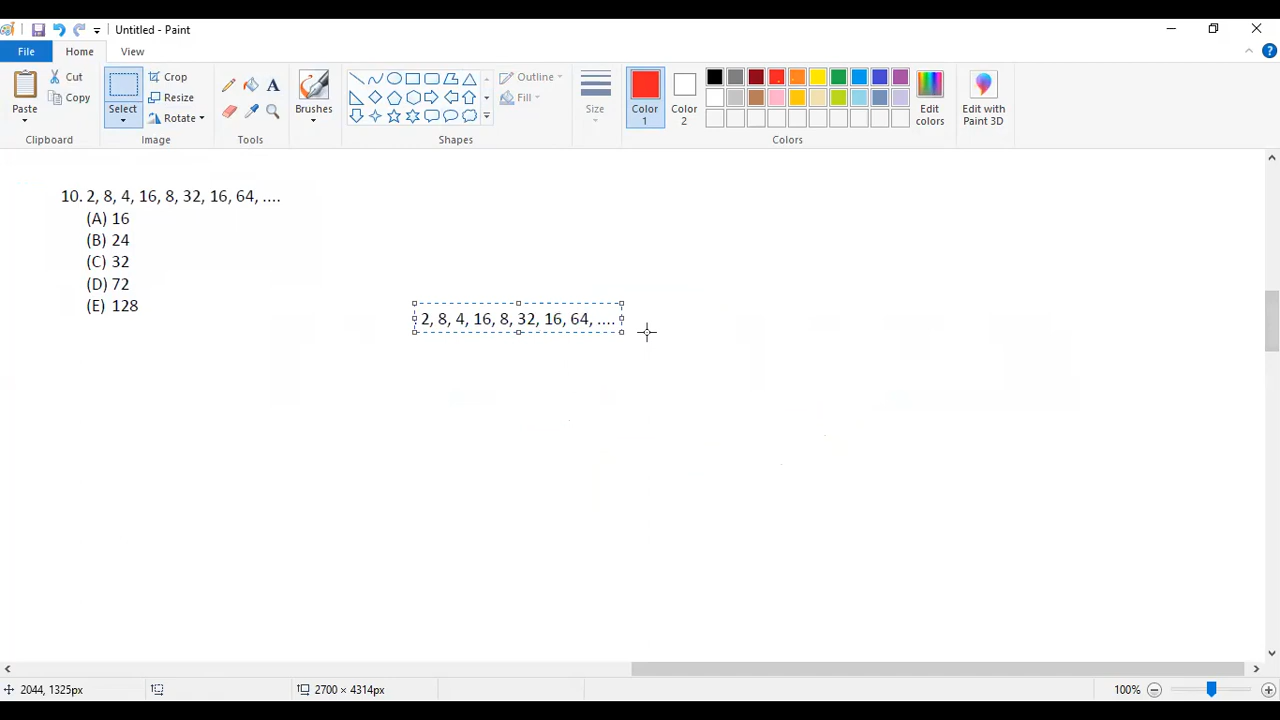 Untitled - Paint
File
Home
View
Paste
Cut
Copy
Clipboard
Select
Crop
Resize
Rotate
Image
A
Tools
Brushes
Outline
Fill
Shapes
Size
Color
1
Color
2
Edit
colors
Colors
Edit with
Paint 3D
10. 2, 8, 4, 16, 8, 32, 16, 64, ....
(A) 16
(B) 24
(C) 32
(D) 72
(E) 128
2, 8, 4, 16, 8, 32, 16, 64, ....
2044, 1325px
2700 × 4314px
100%